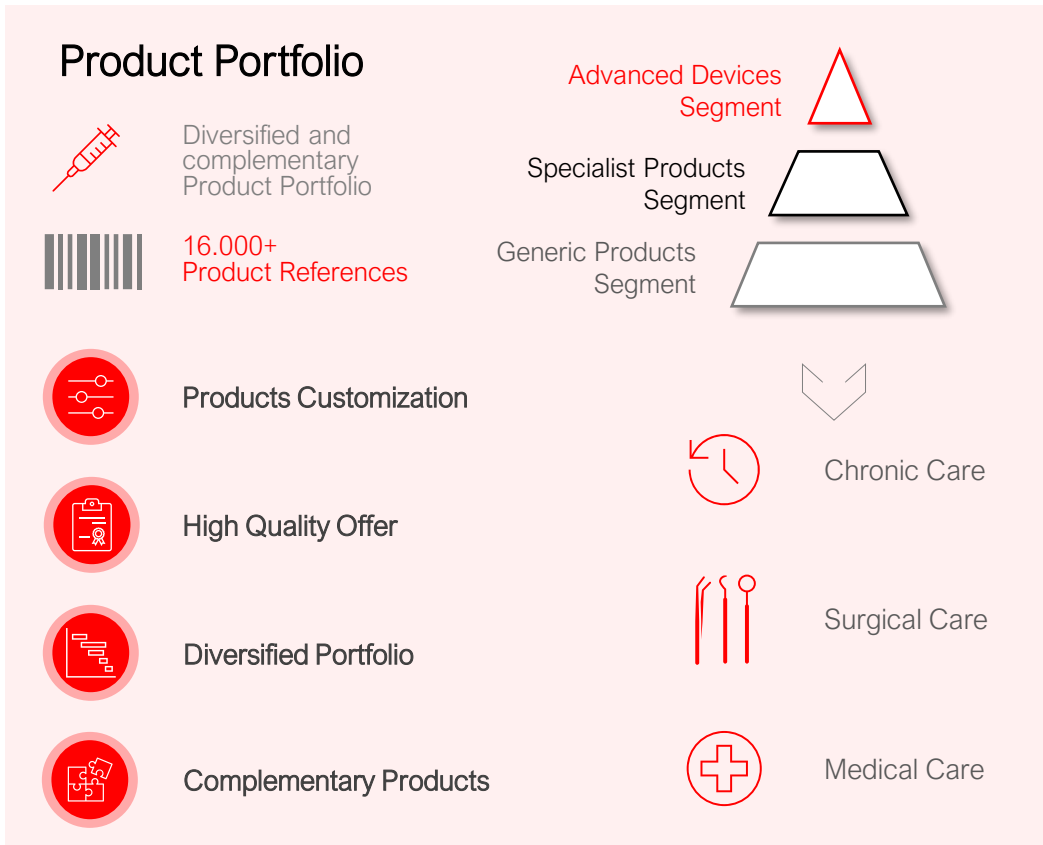 Product Portfolio
Diversified and
complementary
Product Portfolio
16.000+
Product References
Products Customization
High Quality Offer
Diversified Portfolio
Complementary Products
Advanced Devices
Segment
Specialist Products
Segment
Generic Products
Segment
Chronic Care
Surgical Care
Medical Care